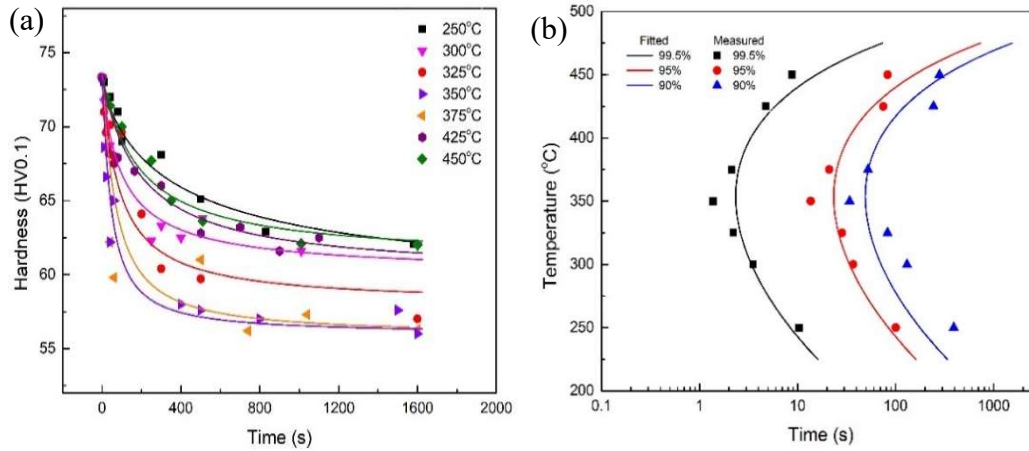 (a)
Hardness (HV0.1)
75
70
65
60
55
250°C
300°C
325°C
350°C
375°C
425°C
450°C
0 400 800 1200 1600 2000
Time (s)
(b)
Temperature (°C)
500
450
400
350
300
250
200
Fitted Measured
99.5% 99.5%
95% 95%
90% 90%
0.1 1 10 100 1000
Time (s)